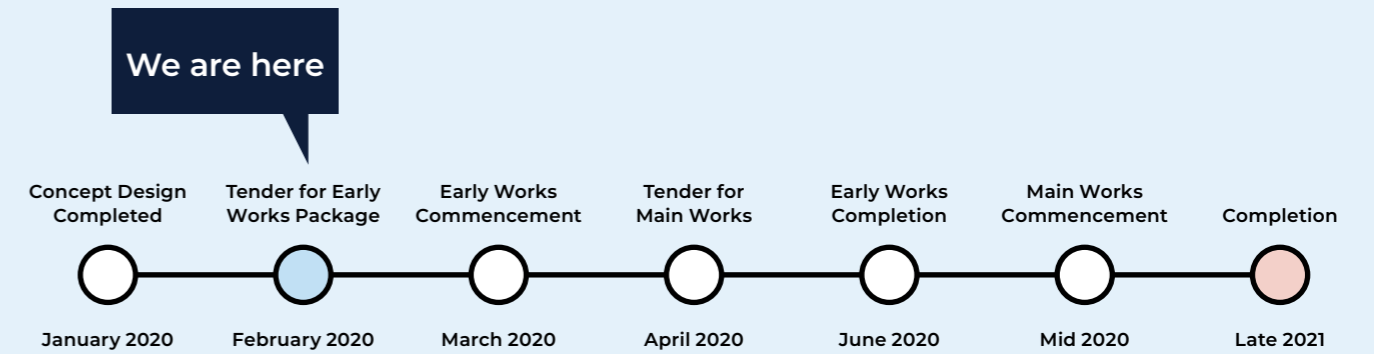 We are here
Concept Design
Completed
Tender for Early
Works Package
Early Works
Commencement
Tender for
Main Works
Early Works
Completion
Main Works
Commencement
Completion
January 2020
February 2020
March 2020
April 2020
June 2020
Mid 2020
Late 2021